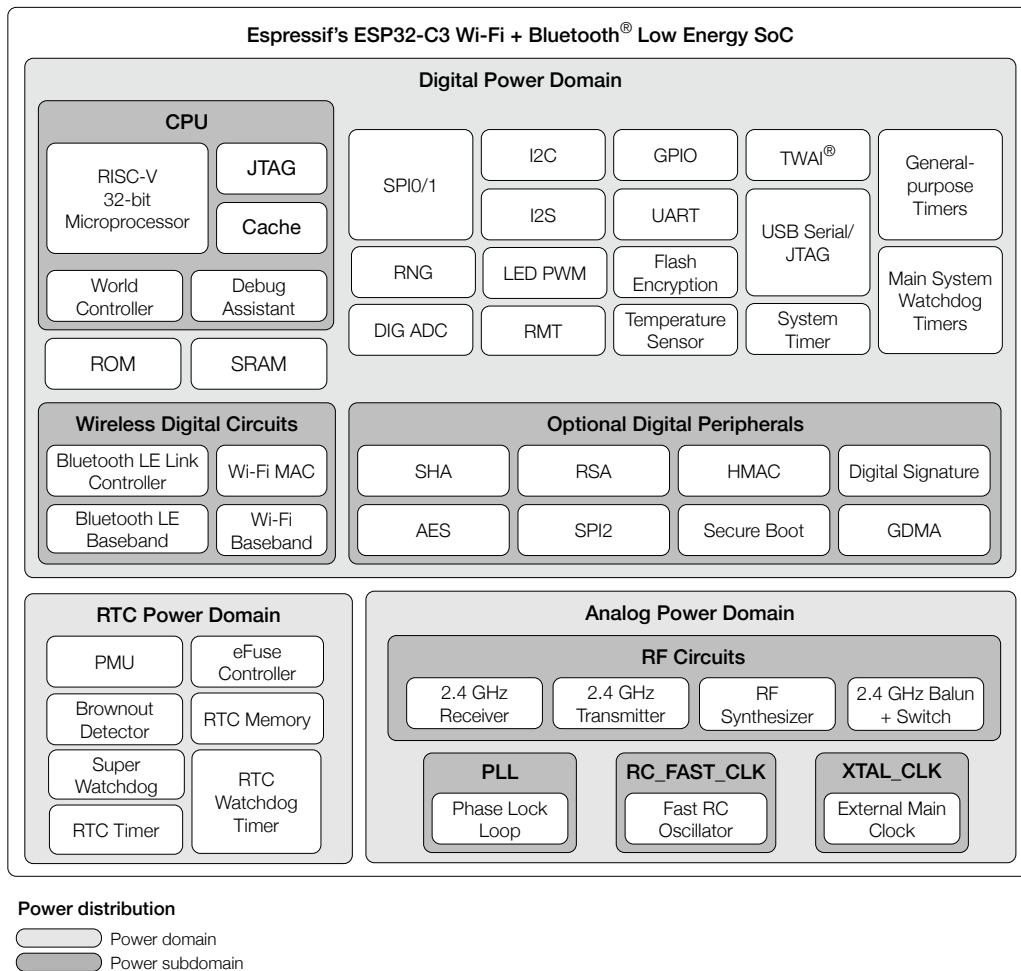 Espressif's ESP32-C3 Wi-Fi + Bluetooth® Low Energy SoC
Digital Power Domain
CPU
RISC-V
32-bit
Microprocessor
JTAG
Cache
World
Controller
Debug
Assistant
ROM
SRAM
SPI0/1
I2C
GPIO
TWAI®
General-
purpose
Timers
I2S
UART
USB Serial/
JTAG
RNG
LED PWM
Flash
Encryption
Main System
Watchdog
Timers
DIG ADC
RMT
Temperature
Sensor
System
Timer
Wireless Digital Circuits
Bluetooth LE Link
Controller
Wi-Fi MAC
Bluetooth LE
Baseband
Wi-Fi
Baseband
Optional Digital Peripherals
SHA
RSA
HMAC
Digital Signature
AES
SPI2
Secure Boot
GDMA
RTC Power Domain
PMU
eFuse
Controller
Brownout
Detector
RTC Memory
Super
Watchdog
RTC
Watchdog
Timer
RTC Timer
Analog Power Domain
RF Circuits
2.4 GHz
Receiver
2.4 GHz
Transmitter
RF
Synthesizer
2.4 GHz Balun
+ Switch
PLL
Phase Lock
Loop
RC_FAST_CLK
Fast RC
Oscillator
XTAL_CLK
External Main
Clock
Power distribution
Power domain
Power subdomain